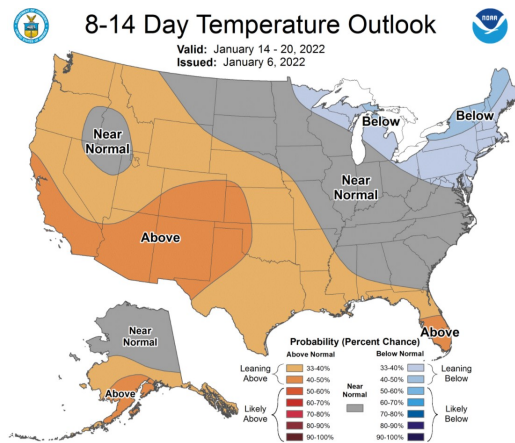 8-14 Day Temperature Outlook
Valid: January 14 - 20, 2022
Issued: January 6, 2022
NOAA
Near
Normal
Below
Below
Near
Normal
Above
Above
Near
Normal
Above
Probability (Percent Chance)
Above Normal
Below Normal
Leaning
Above
33-40%
40-50%
Likely
Above
50-60%
60-70%
70-80%
80-90%
90-100%
Near
Normal
33-40%
40-50%
Leaning
Below
50-60%
60-70%
70-80%
80-90%
90-100%
Likely
Below